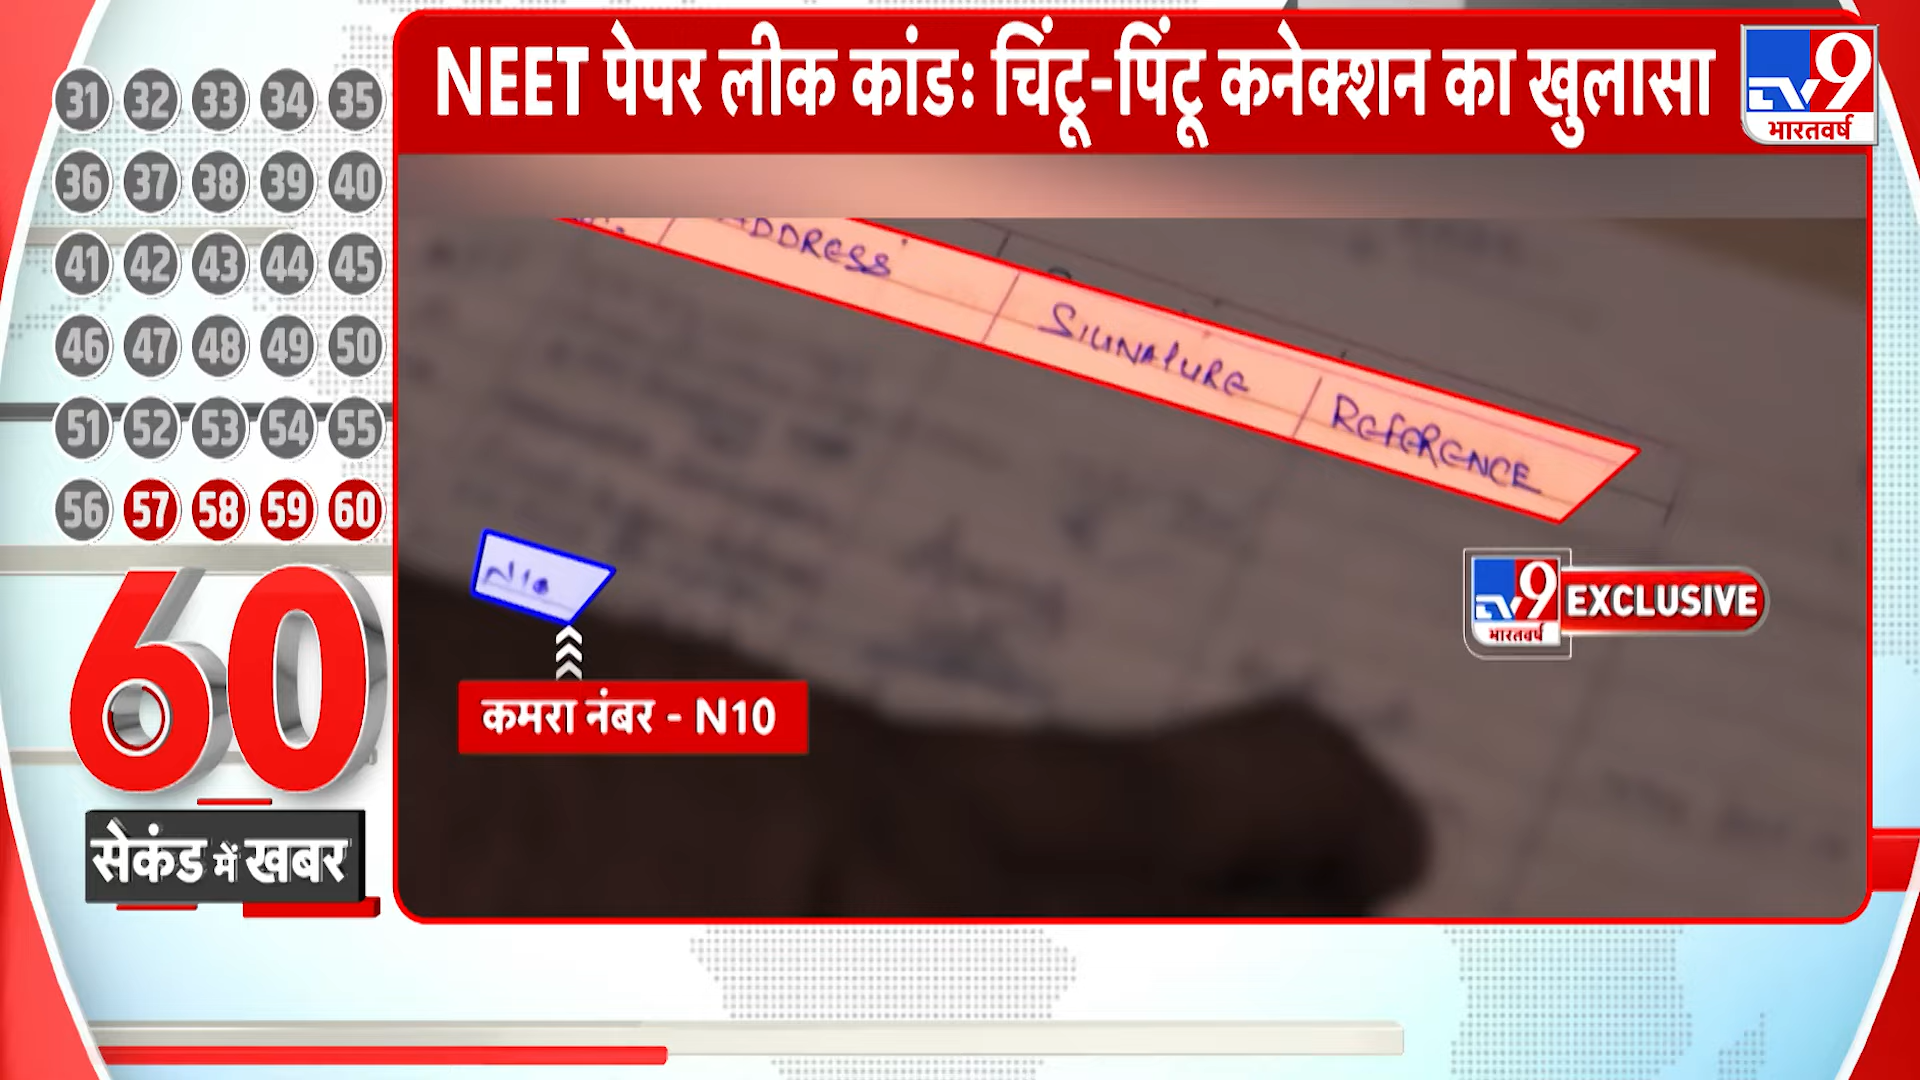 NEET पेपर लीक कांडः चिंटू-पिंटू कनेक्शन का खुलासा
TV9
भारतवर्ष
31 32 33 34 35
36 37 38 39 40
41 42 43 44 45
46 47 48 49 50
51 52 53 54 55
56 57 58 59 60
60
सेकंड में खबर
ADDRESS
SIGNATURE
REFERENCE
N10
कमरा नंबर - N10
TV9
भारतवर्ष
EXCLUSIVE